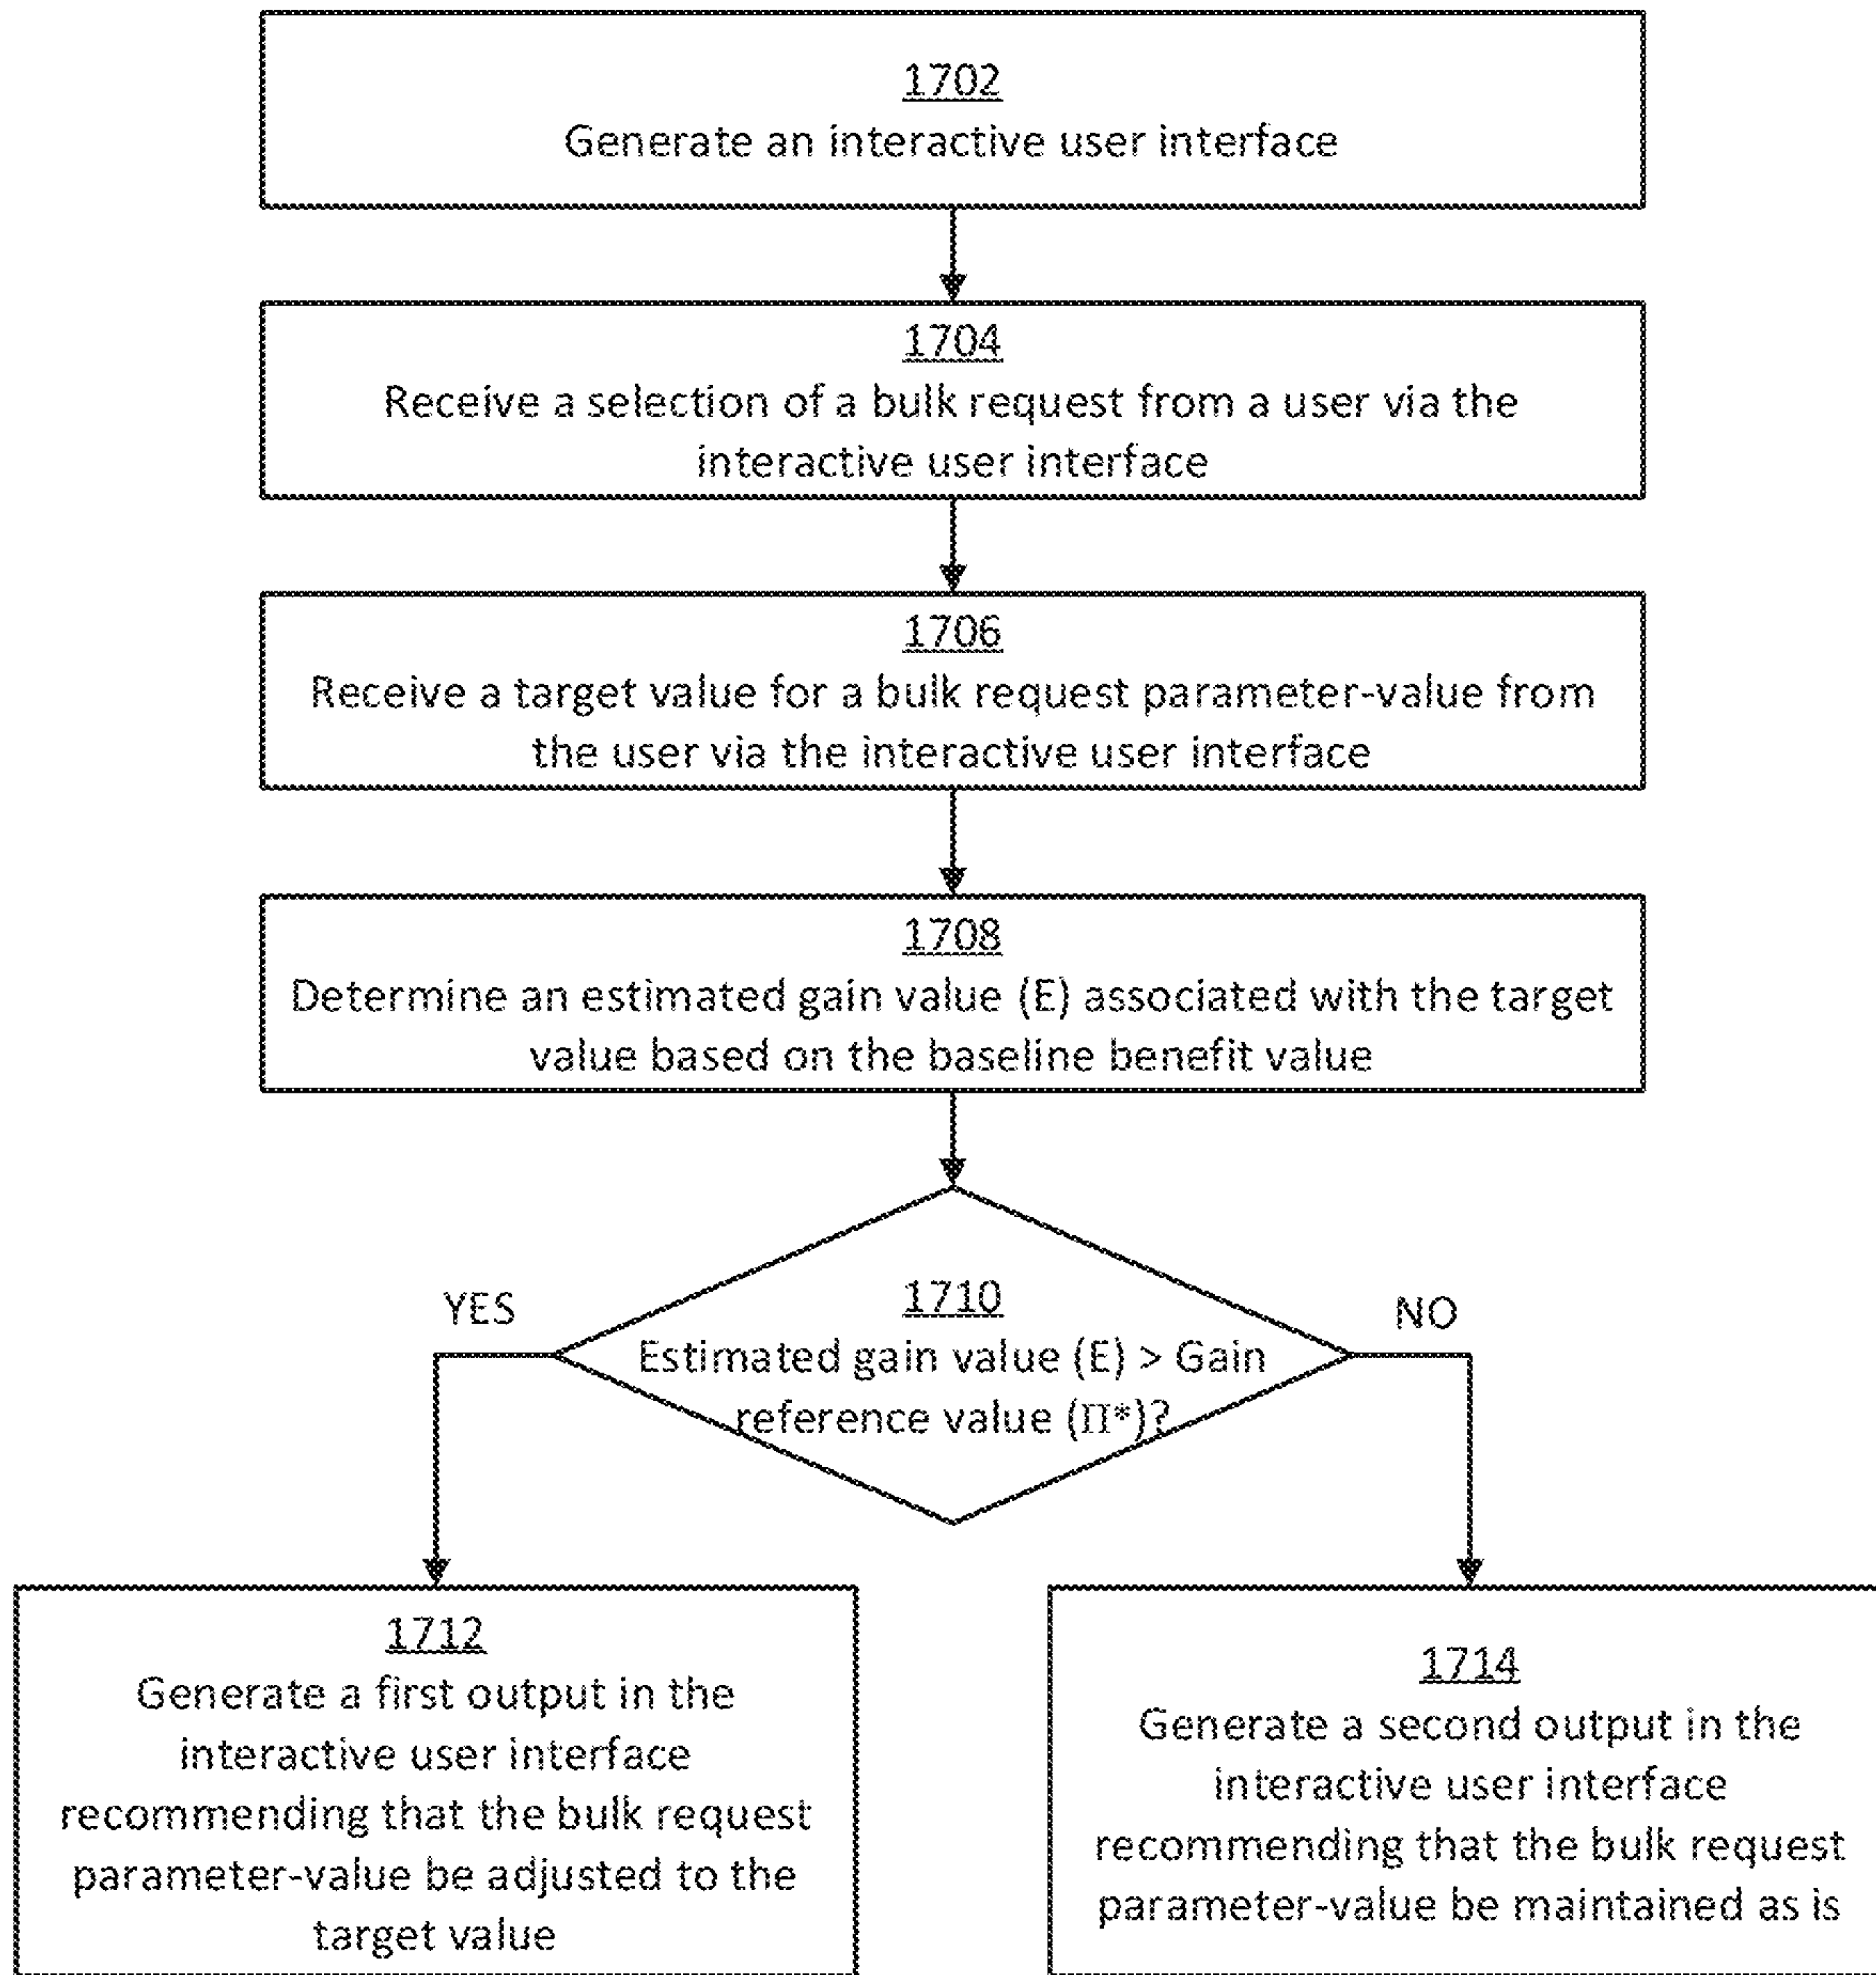 1702
Generate an interactive user interface
1704
Receive a selection of a bulk request from a user via the
interactive user interface
1706
Receive a target value for a bulk request parameter-value from
the user via the interactive user interface
1708
Determine an estimated gain value (E) associated with the target
value based on the baseline benefit value
YES
1710
Estimated gain value (E) > Gain
reference value (Π*)?
NO
1712
Generate a first output in the
interactive user interface
recommending that the bulk request
parameter-value be adjusted to the
target value
1714
Generate a second output in the
interactive user interface
recommending that the bulk request
parameter-value be maintained as is